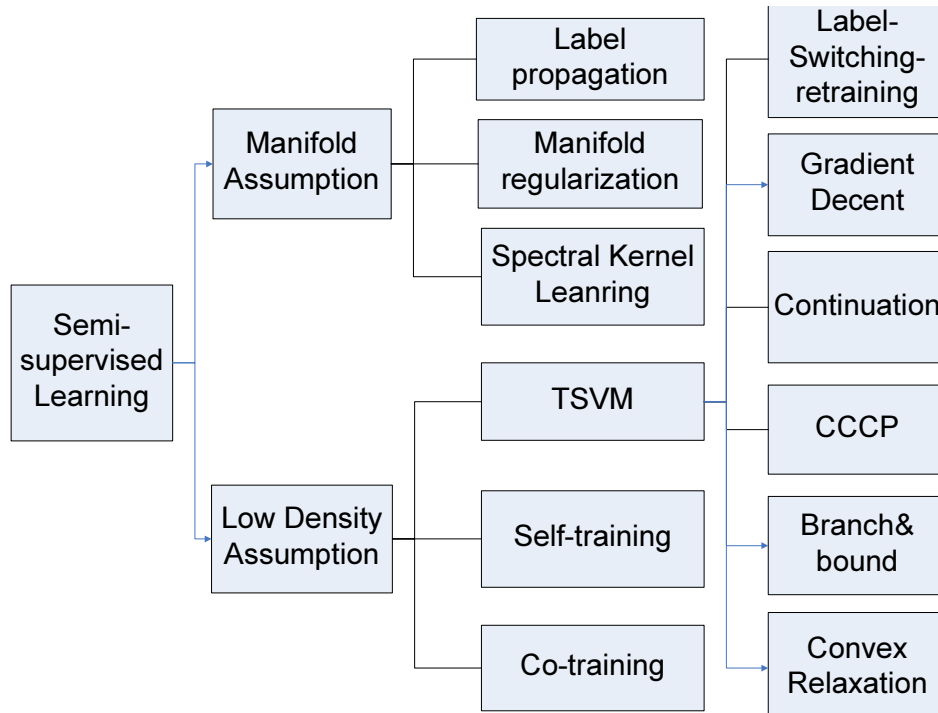 Semi-
supervised
Learning
Manifold
Assumption
Low Density
Assumption
Label
propagation
Manifold
regularization
Spectral Kernel
Leanring
TSVM
Self-training
Co-training
Label-
Switching-
retraining
Gradient
Decent
Continuation
CCCP
Branch&
bound
Convex
Relaxation